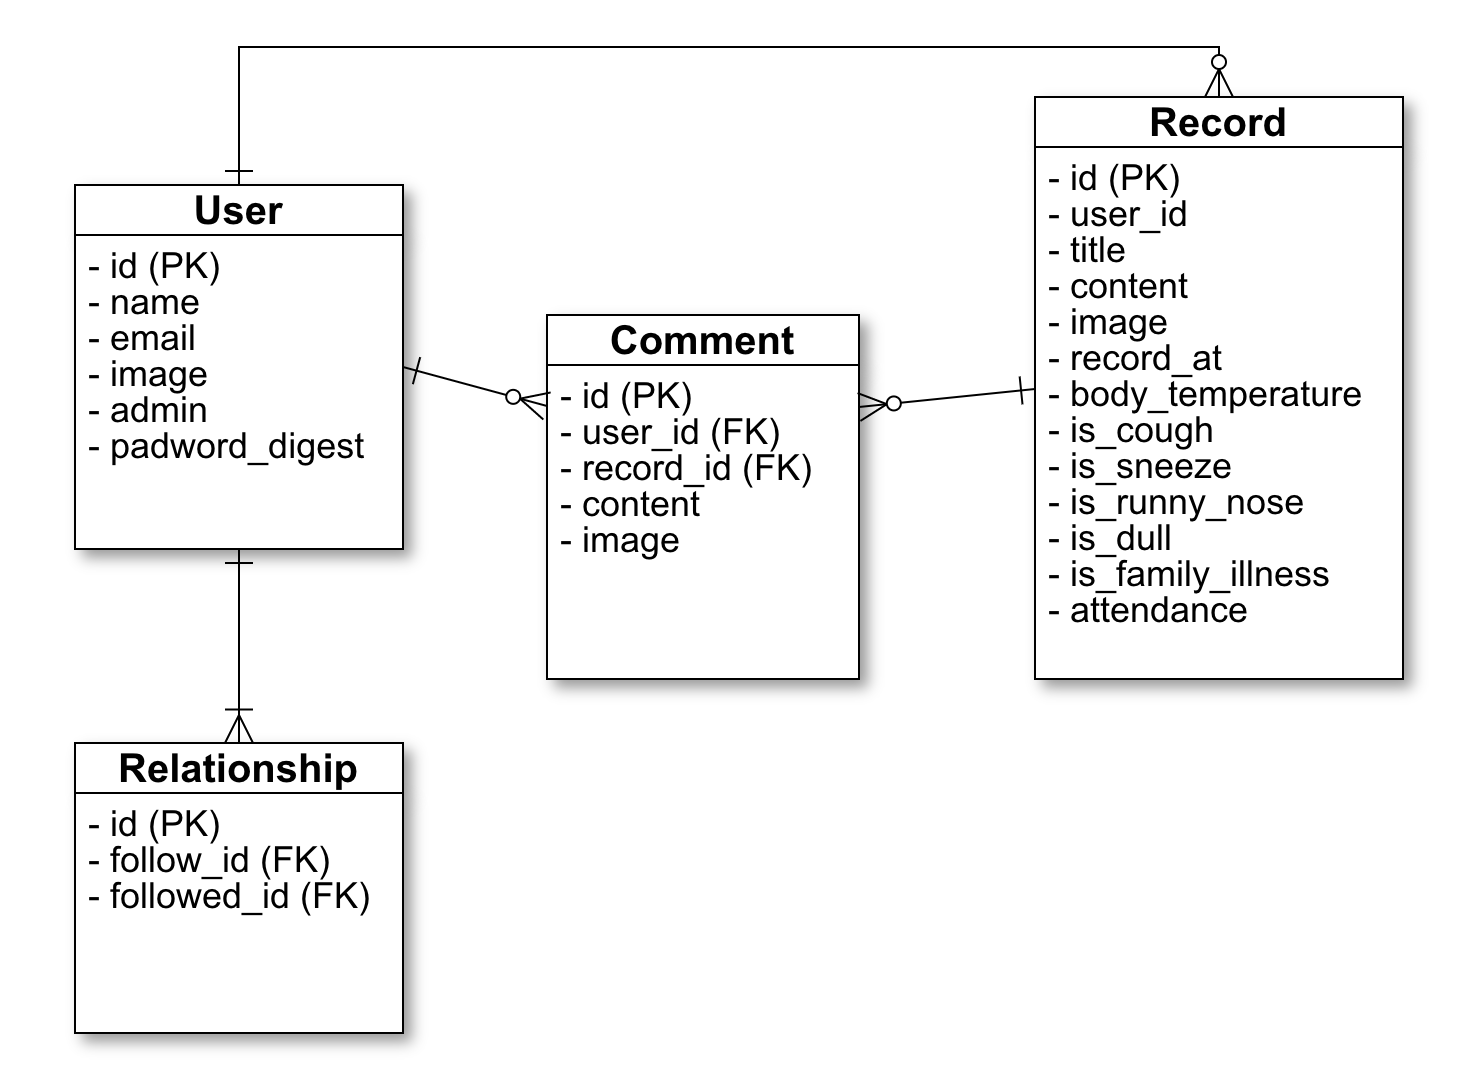 User
- id (PK)
- name
- email
- image
- admin
- padword_digest
Comment
- id (PK)
- user_id (FK)
- record_id (FK)
- content
- image
Record
- id (PK)
- user_id
- title
- content
- image
- record_at
- body_temperature
- is_cough
- is_sneeze
- is_runny_nose
- is_dull
- is_family_illness
- attendance
Relationship
- id (PK)
- follow_id (FK)
- followed_id (FK)